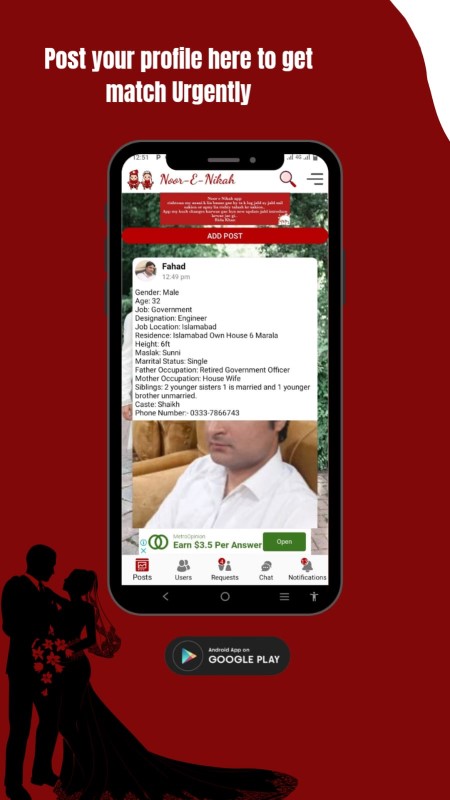 Post your profile here to get
match Urgently
12:51 P
4G
Noor-E-Nikah
Noor e Nikah app
ADD POST
Fahad
12:49 pm
Gender: Male
Age: 32
Job: Government
Designation: Engineer
Job Location: Islamabad
Residence: Islamabad Own House 6 Marala
Height: 6ft
Maslak: Sunni
Marrital Status: Single
Father Occupation: Retired Government Officer
Mother Occupation: House Wife
Siblings: 2 younger sisters 1 is married and 1 younger
brother unmarried.
Caste: Shaikh
Phone Number:- 0333-7866743
MetroOpinion
Earn $3.5 Per Answer
Open
Posts Users Requests Chat Notifications
Android App on
GOOGLE PLAY